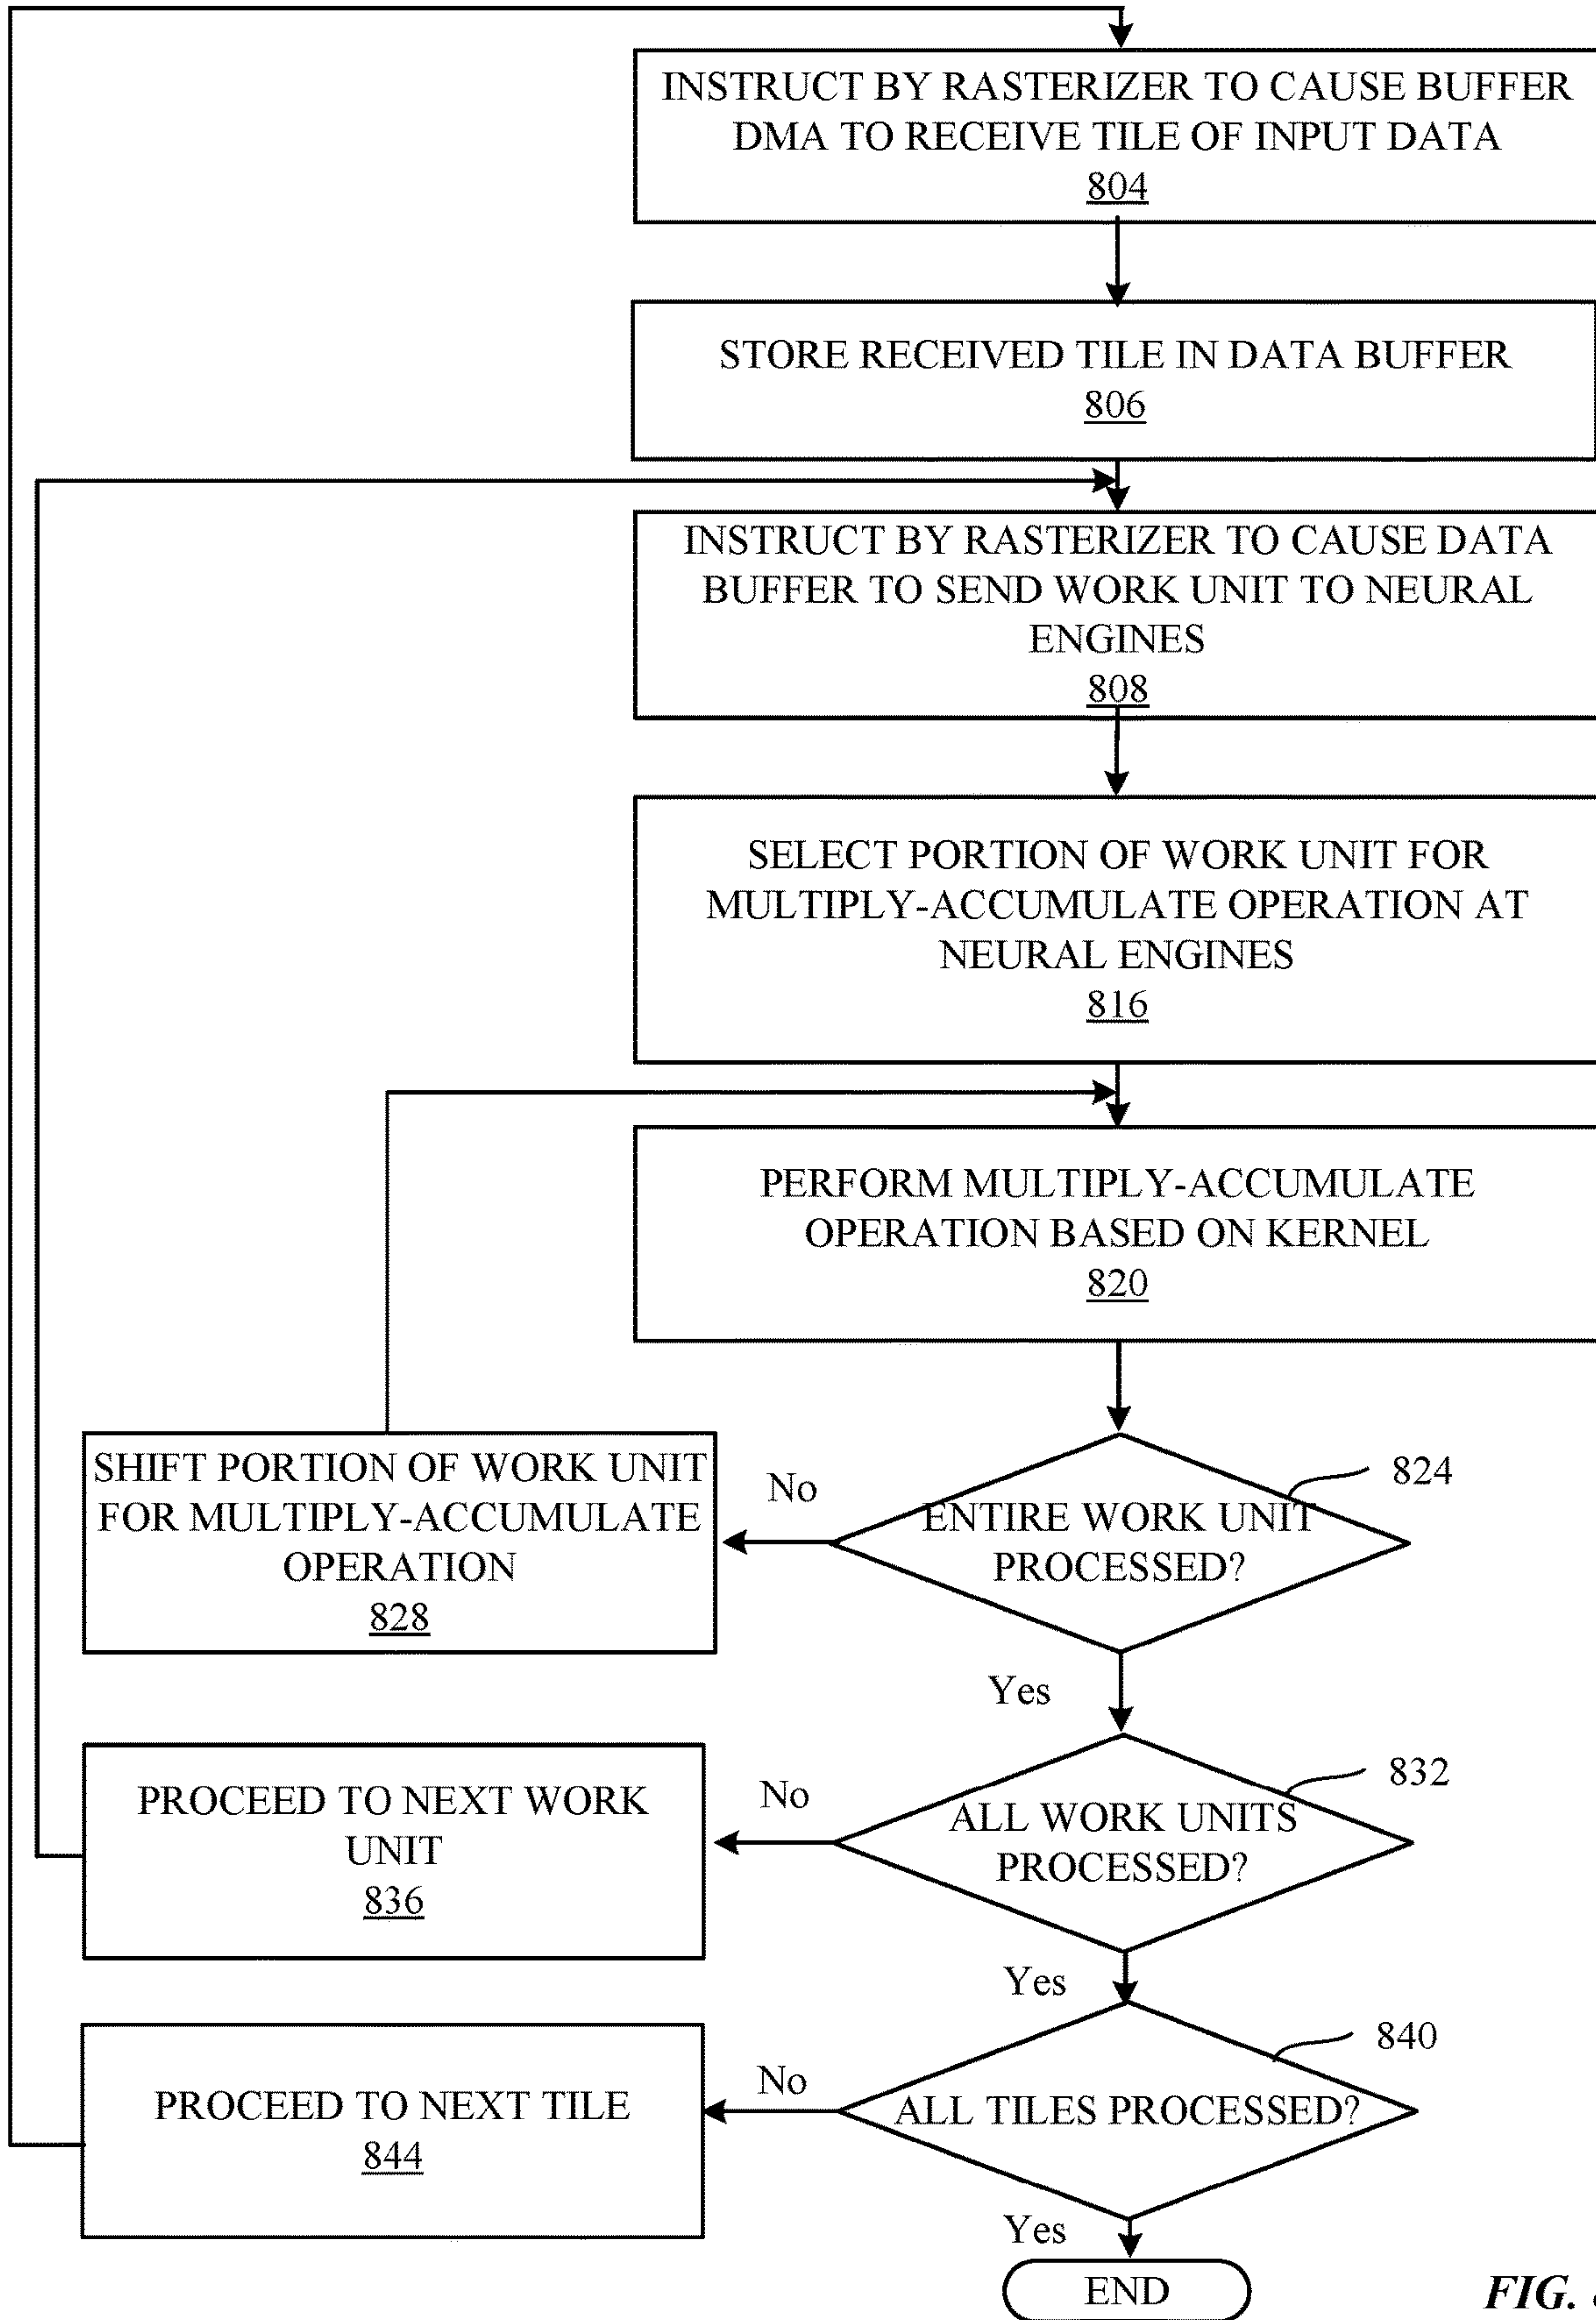 INSTRUCT BY RASTERIZER TO CAUSE BUFFER
DMA TO RECEIVE TILE OF INPUT DATA
804
STORE RECEIVED TILE IN DATA BUFFER
806
INSTRUCT BY RASTERIZER TO CAUSE DATA
BUFFER TO SEND WORK UNIT TO NEURAL
ENGINES
808
SELECT PORTION OF WORK UNIT FOR
MULTIPLY-ACCUMULATE OPERATION AT
NEURAL ENGINES
816
PERFORM MULTIPLY-ACCUMULATE
OPERATION BASED ON KERNEL
820
SHIFT PORTION OF WORK UNIT
FOR MULTIPLY-ACCUMULATE
OPERATION
828
No
ENTIRE WORK UNIT
PROCESSED?
824
Yes
PROCEED TO NEXT WORK
UNIT
836
No
ALL WORK UNITS
PROCESSED?
832
Yes
PROCEED TO NEXT TILE
844
No
ALL TILES PROCESSED?
840
Yes
END
FIG.